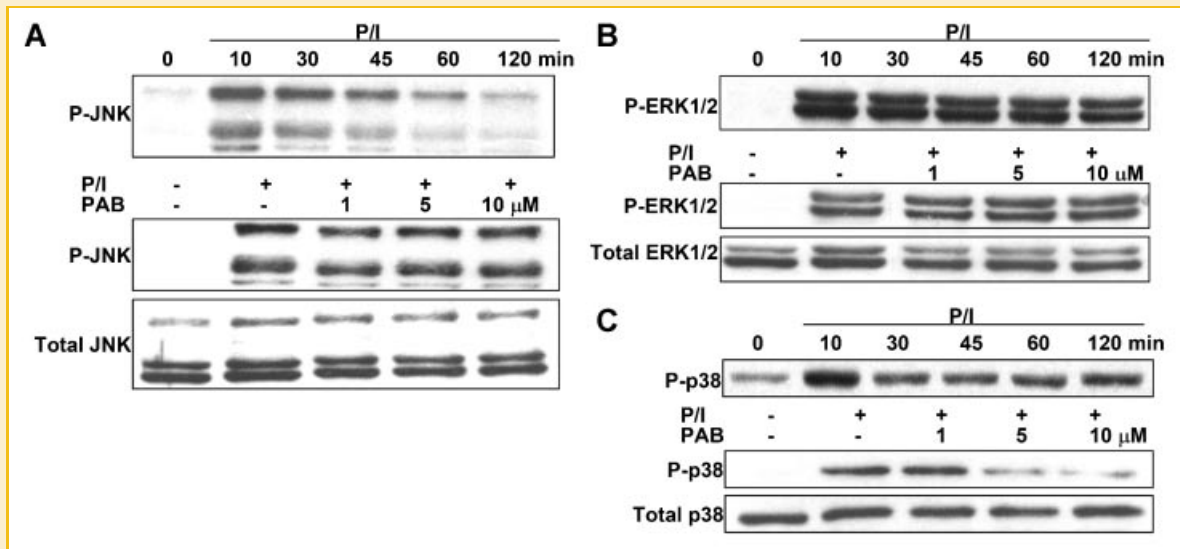 A
P/I
0 10 30 45 60 120 min
P-JNK
P/I - + + + +
PAB - - 1 5 10 µM
P-JNK
Total JNK
B
P/I
0 10 30 45 60 120 min
P-ERK1/2
P/I - + + + +
PAB - - 1 5 10 uM
P-ERK1/2
Total ERK1/2
C
P/I
0 10 30 45 60 120 min
P-p38
P/I - + + + +
PAB - - 1 5 10 µM
P-p38
Total p38